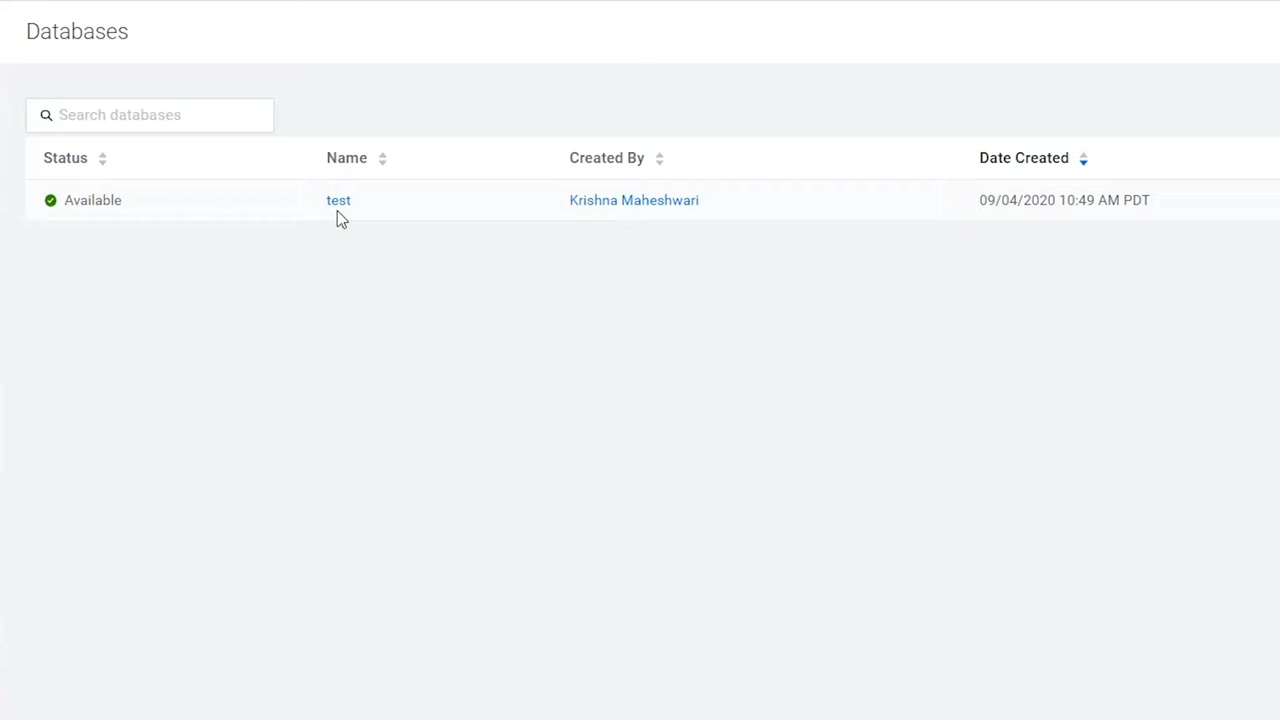 Databases
Search databases
Status Name Created By Date Created
Available test Krishna Maheshwari 09/04/2020 10:49 AM PDT